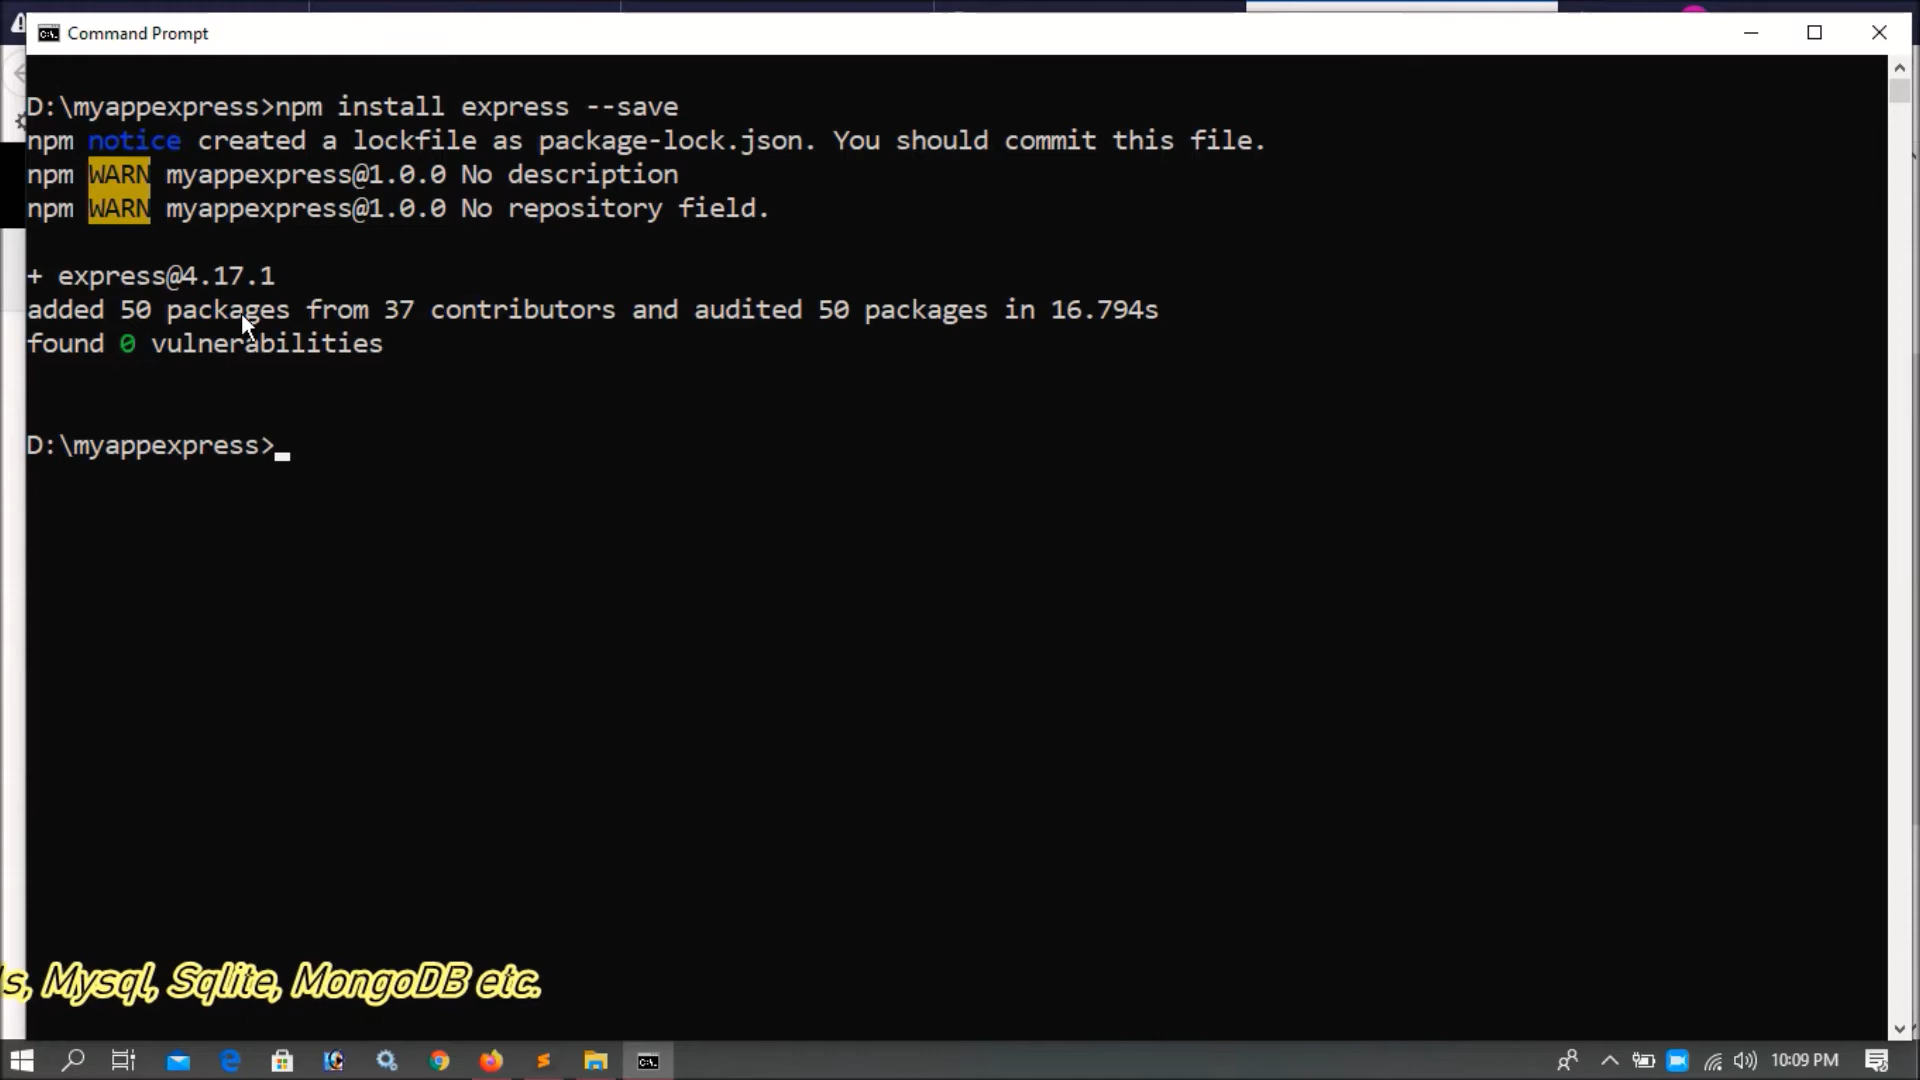 Command Prompt
D:\myappexpress>npm install express --save
npm notice created a lockfile as package-lock.json. You should commit this file.
npm WARN myappexpress@1.0.0 No description
npm WARN myappexpress@1.0.0 No repository field.
+ express@4.17.1
added 50 packages from 37 contributors and audited 50 packages in 16.794s
found 0 vulnerabilities
D:\myappexpress>
Mysql, Sqlite, MongoDB etc.
10:09 PM